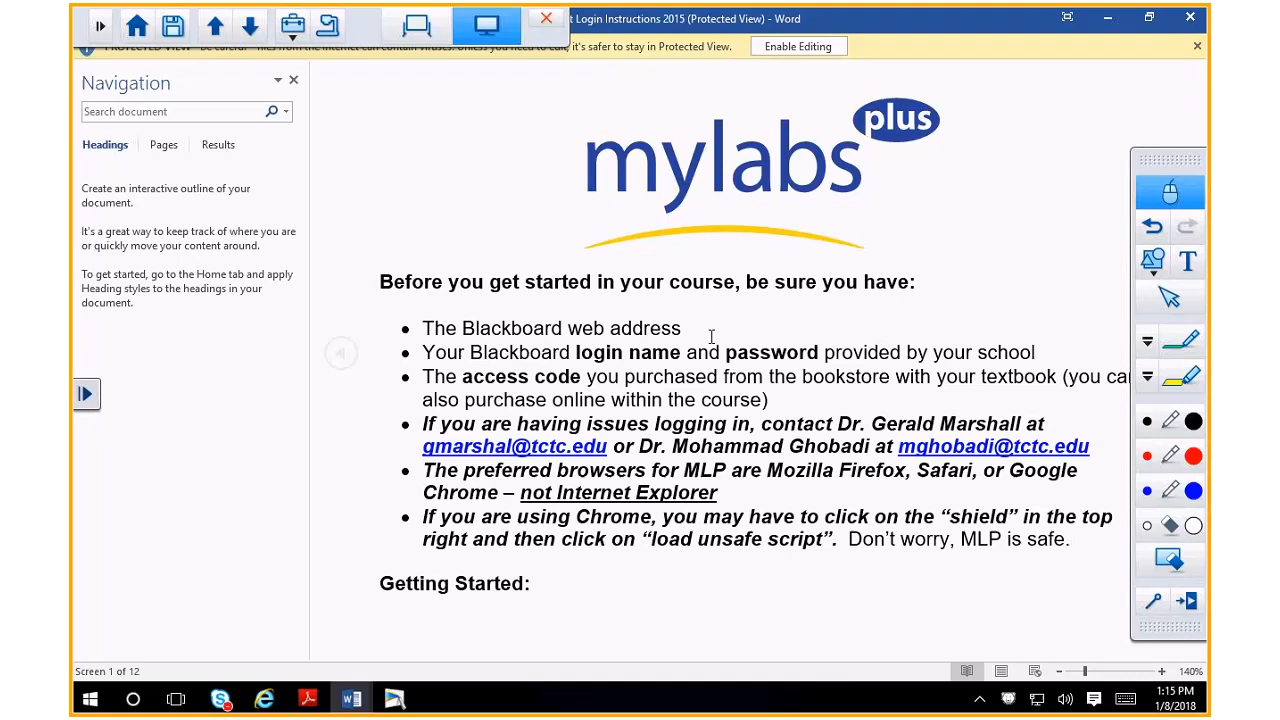 t Login Instructions 2015 (Protected View) - Word
it's safer to stay in Protected View.
Enable Editing
Navigation
Search document
Headings Pages Results
Create an interactive outline of your
document.
It's a great way to keep track of where you are
or quickly move your content around.
To get started, go to the Home tab and apply
Heading styles to the headings in your
document.
mylabs plus
Before you get started in your course, be sure you have:
• The Blackboard web address
• Your Blackboard login name and password provided by your school
• The access code you purchased from the bookstore with your textbook (you can
also purchase online within the course)
• If you are having issues logging in, contact Dr. Gerald Marshall at
gmarshal@tctc.edu or Dr. Mohammad Ghobadi at mghobadi@tctc.edu
• The preferred browsers for MLP are Mozilla Firefox, Safari, or Google
Chrome – not Internet Explorer
• If you are using Chrome, you may have to click on the “shield” in the top
right and then click on “load unsafe script”. Don’t worry, MLP is safe.
Getting Started:
T
Screen 1 of 12
140%
1:15 PM
1/8/2018